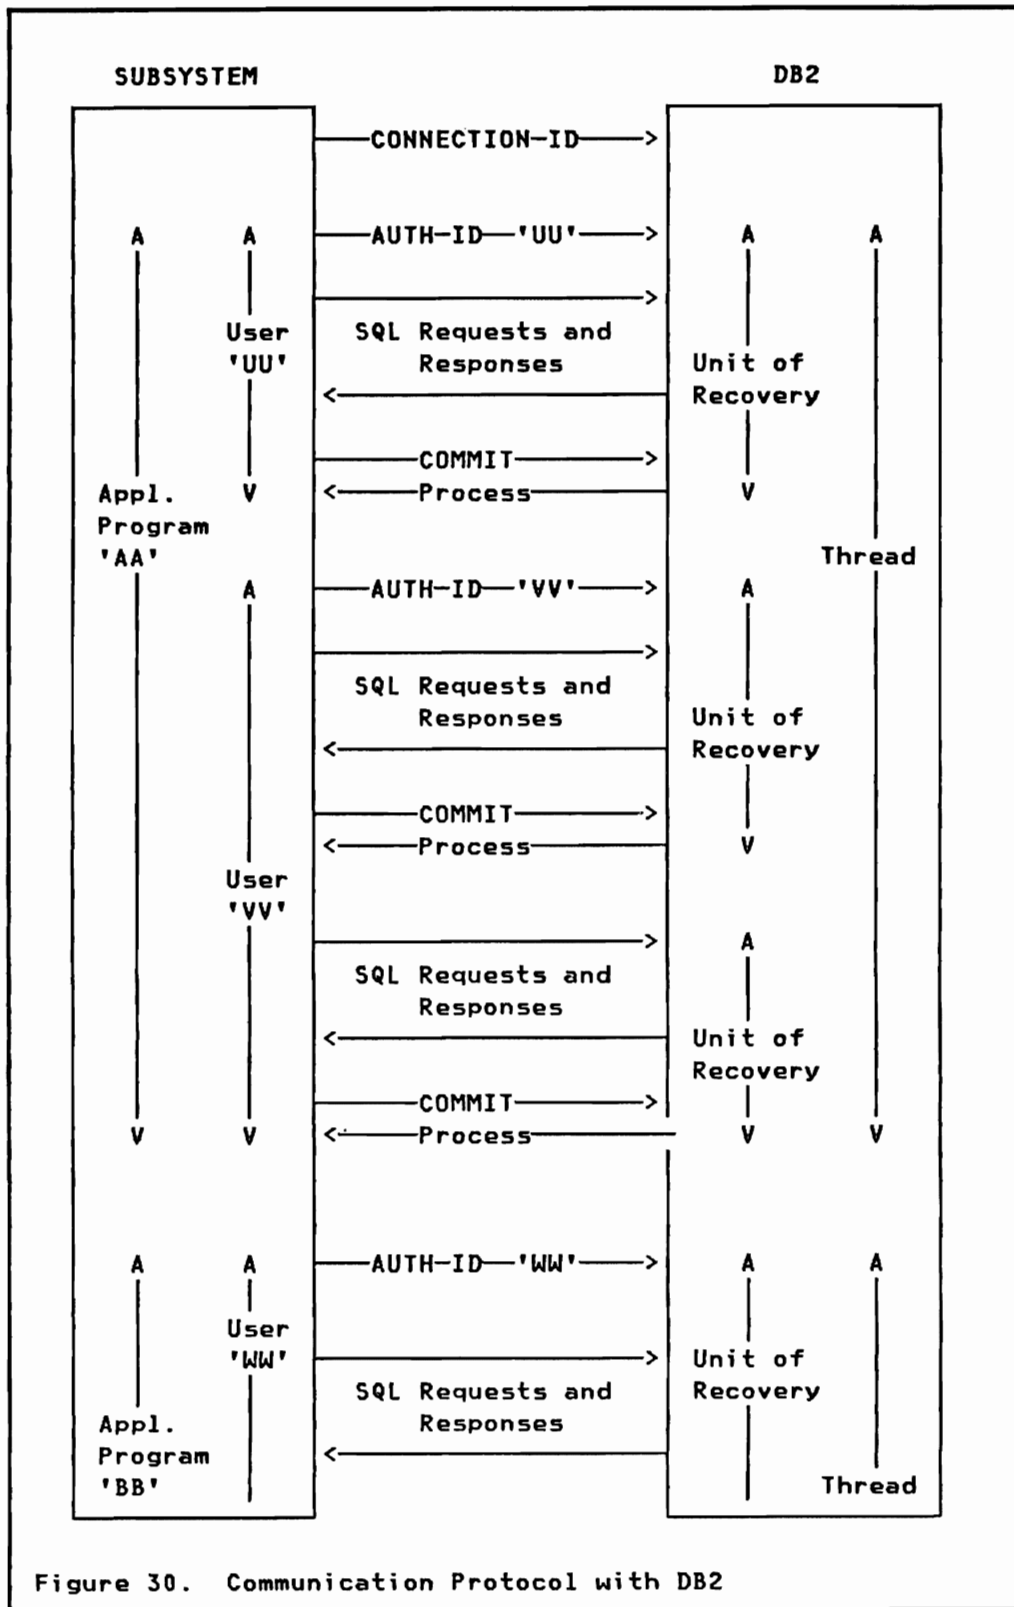 SUBSYSTEM DB2
CONNECTION-ID
A A AUTH-ID 'UU' A A
User SQL Requests and
'UU' Responses Unit of
Recovery
COMMIT
Appl. V Process V
Program
'AA' Thread
A AUTH-ID 'VV' A
SQL Requests and
Responses Unit of
Recovery
COMMIT
Process V
User
'VV'
A
SQL Requests and
Responses
Unit of
Recovery
COMMIT
V V Process V V
A A AUTH-ID 'WW' A A
User
'WW' Unit of
SQL Requests and Recovery
Appl. Responses
Program
'BB' Thread
Figure 30. Communication Protocol with DB2